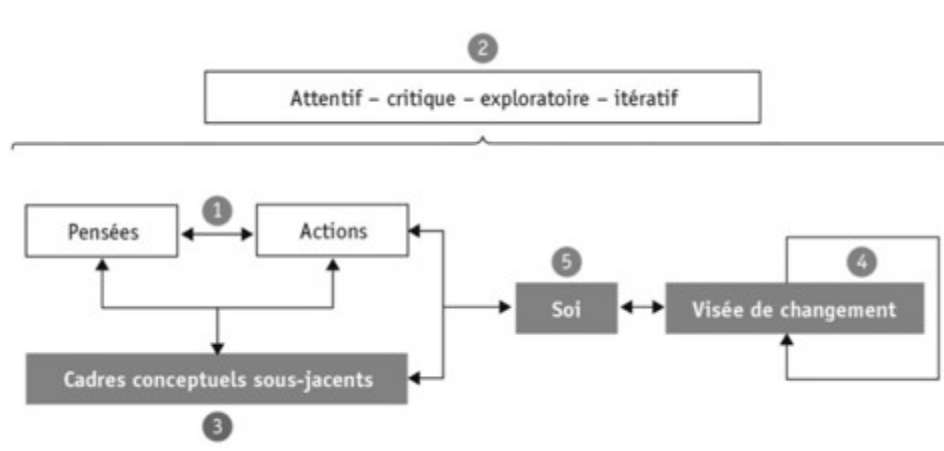 2
Attentif – critique – exploratoire – itératif
1
Pensées
Actions
5
4
Soi
Visée de changement
Cadres conceptuels sous-jacents
3